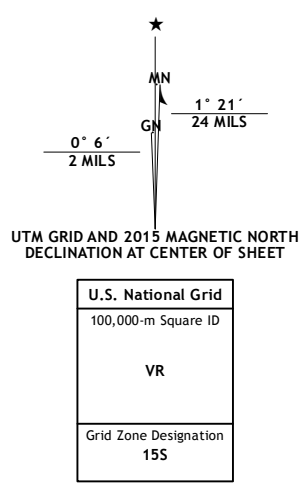 ★
MN
1° 21´
24 MILS
GN
0° 6´
2 MILS
UTM GRID AND 2015 MAGNETIC NORTH
DECLINATION AT CENTER OF SHEET
U.S. National Grid
100,000-m Square ID
VR
Grid Zone Designation
15S